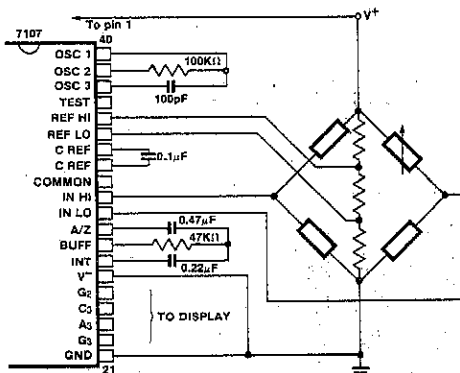 To pin 1
V+
7107
40
OSC 1
100KΩ
OSC 2
OSC 3
100pF
TEST
REF HI
REF LO
C REF
0.1μF
C REF
COMMON
IN HI
IN LO
0.47μF
A/Z
47KΩ
BUFF
INT
0.22μF
V−
G2
C3
TO DISPLAY
A3
G3
GND
21